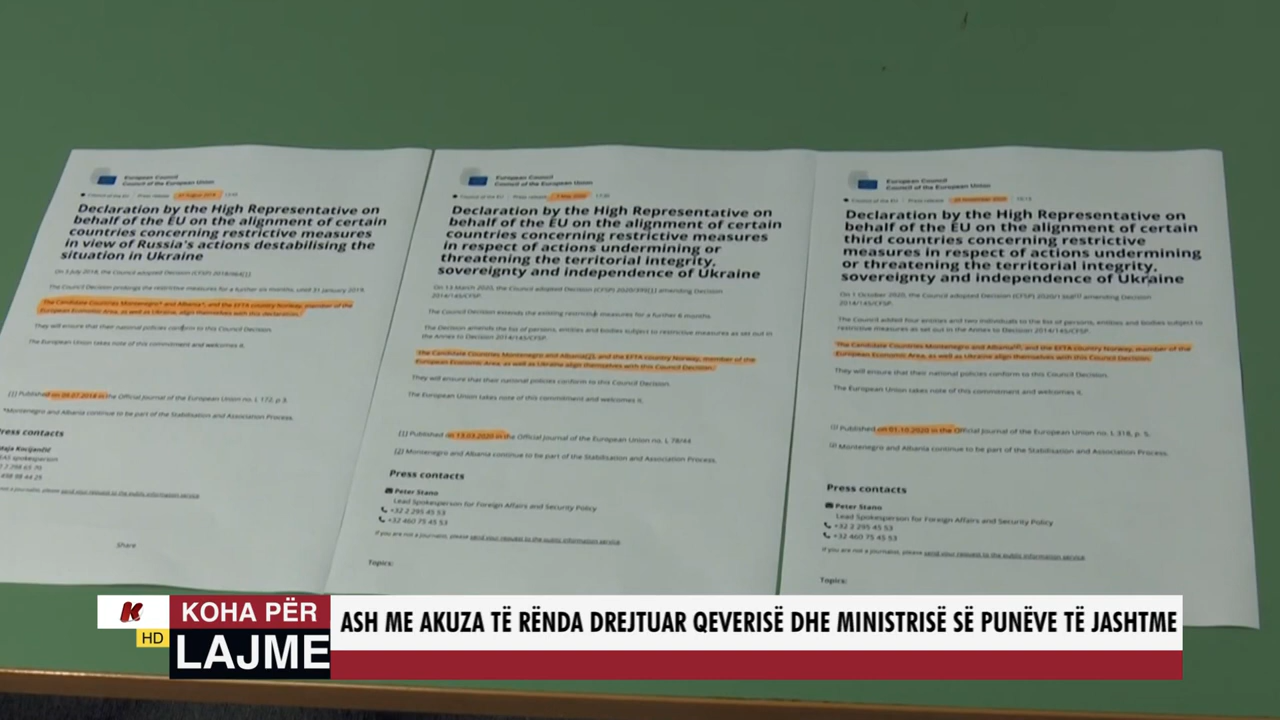 European Council
Council of the European Union
Council of the EU
Press release
Declaration by the High Representative on
behalf of the EU on the alignment of certain
countries concerning restrictive measures
in view of Russia's actions destabilising the
situation in Ukraine
The Council Decision prolongs the restrictive measures for a further six months, until 31 January 2019.
The Candidate Countries Montenegro* and Albania*, and the EFTA country Norway, member of the
European Economic Area, as well as Ukraine, align themselves with this declaration.
They will ensure that their national policies conform to this Council Decision.
The European Union takes note of this commitment and welcomes it.
[1] Published on 09.07.2018 in the Official Journal of the European Union no. L 172, p.3.
*Montenegro and Albania continue to be part of the Stabilisation and Association Process.
ress contacts
aja Kocijančič
spokesperson
Share
European Council
Council of the European Union
Council of the EU
Press release
Declaration by the High Representative on
behalf of the EU on the alignment of certain
countries concerning restrictive measures
in respect of actions undermining or
threatening the territorial integrity,
sovereignty and independence of Ukraine
On 13 March 2020, the Council adopted Decision (CFSP) amending Decision
2014/145/CFSP.
The Council Decision extends the existing restrictive measures for a further 6 months.
The Decision amends the list of persons, entities and bodies subject to restrictive measures as set out in
the Annex to Decision 2014/145/CFSP.
The Candidate Countries Montenegro and Albania[2], and the EFTA country Norway, member of the
European Economic Area, as well as Ukraine align themselves with this Council Decision.
They will ensure that their national policies conform to this Council Decision.
The European Union takes note of this commitment and welcomes it.
[1] Published on 13.03.2020 in the Official Journal of the European Union no. L 78/44
[2] Montenegro and Albania continue to be part of the Stabilisation and Association Process.
Press contacts
Peter Stano
Lead Spokesperson for Foreign Affairs and Security Policy
+32 2 295 45 53
+32 460 75 45 53
If you are not a journalist, please send your request to the public information service.
Topics:
European Council
Council of the European Union
Council of the EU
Press release
Declaration by the High Representative on
behalf of the EU on the alignment of certain
third countries concerning restrictive
measures in respect of actions undermining
or threatening the territorial integrity,
sovereignty and independence of Ukraine
On 1 October 2020, the Council adopted Decision (CFSP) amending Decision
2014/145/CFSP.
The Council added four entities and two individuals to the list of persons, entities and bodies subject to
restrictive measures as set out in the Annex to Decision 2014/145/CFSP.
The Candidate Countries Montenegro and Albania, and the EFTA country Norway, member of the
European Economic Area, as well as Ukraine align themselves with this Council Decision.
They will ensure that their national policies conform to this Council Decision.
The European Union takes note of this commitment and welcomes it.
Published on 01.10.2020 in the Official Journal of the European Union no. L 318, p. 5.
Montenegro and Albania continue to be part of the Stabilisation and Association Process.
Press contacts
Peter Stano
Lead Spokesperson for Foreign Affairs and Security Policy
+32 2 295 45 53
+32 460 75 45 53
If you are not a journalist, please send your request to the public information service.
Topics:
K
HD
KOHA PËR
LAJME
ASH ME AKUZA TË RËNDA DREJTUAR QEVERISË DHE MINISTRISË SË PUNËVE TË JASHTME